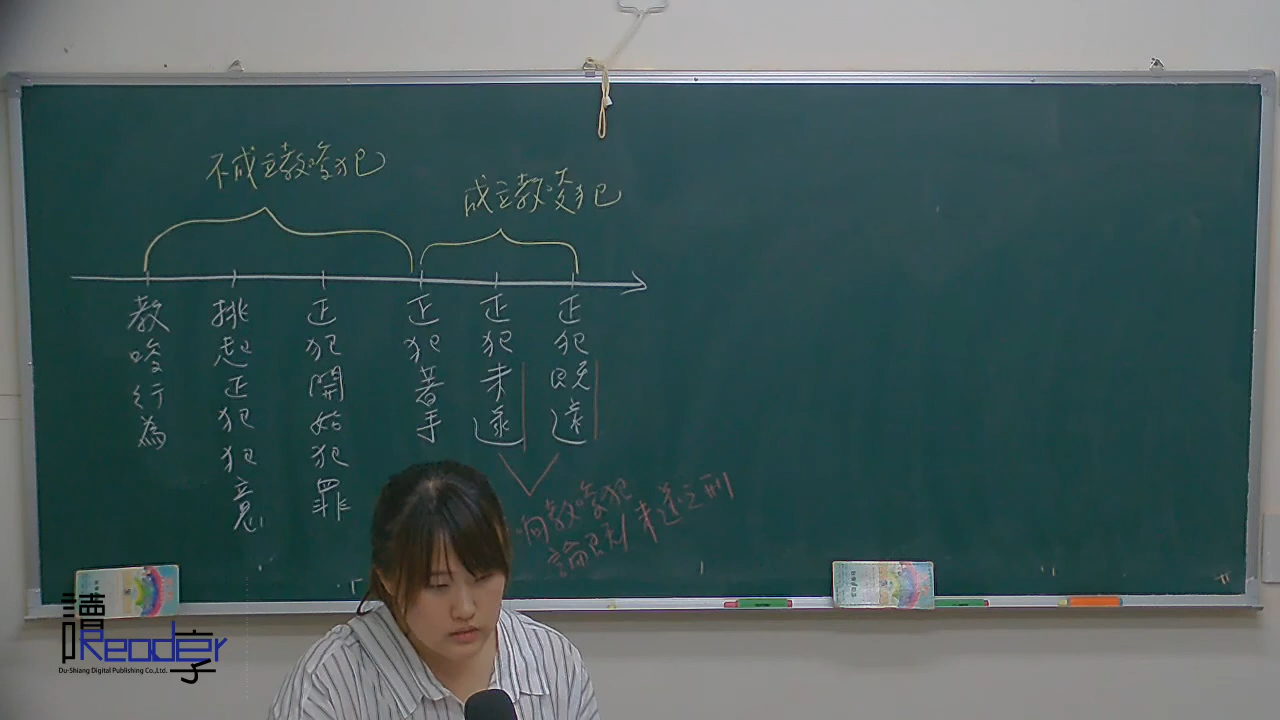 不成立教唆犯
成立教唆犯
教唆行為
挑起正犯犯意
正犯開始犯罪
正犯著手
正犯未遂
正犯既遂
教唆犯
論既/未遂之刑
讀享
Reader
Du-Shiang Digital Publishing Co.,Ltd.